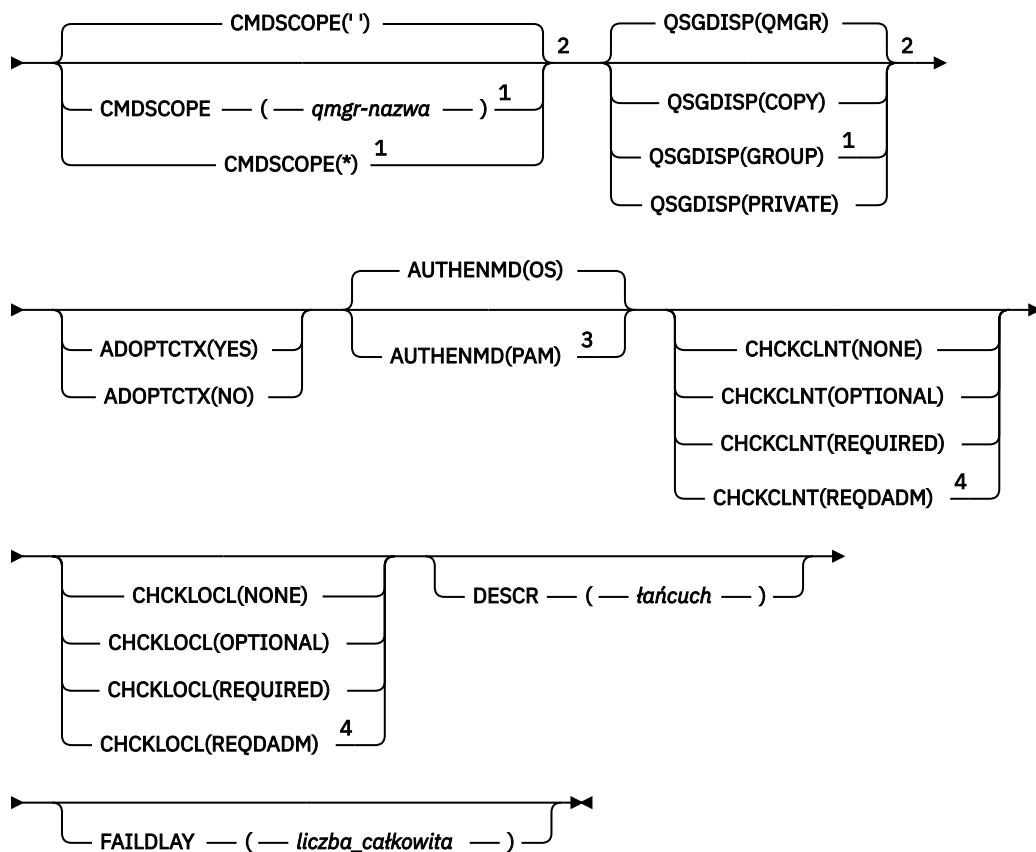 CMDSCOPE(' ') 2 QSGDISP(QMGR) 2
CMDSCOPE ( qmgr-nazwa ) 1 QSGDISP(COPY)
CMDSCOPE(*) 1 QSGDISP(GROUP) 1
QSGDISP(PRIVATE)
AUTHENMD(OS)
ADOPTCTX(YES) AUTHENMD(PAM) 3 CHCKCLNT(NONE)
ADOPTCTX(NO) CHCKCLNT(OPTIONAL)
CHCKCLNT(REQUIRED)
CHCKCLNT(REQDADM) 4
CHCKLOCL(NONE) DESCR ( łańcuch )
CHCKLOCL(OPTIONAL)
CHCKLOCL(REQUIRED)
CHCKLOCL(REQDADM) 4
FAILDLAY ( liczba_całkowita )